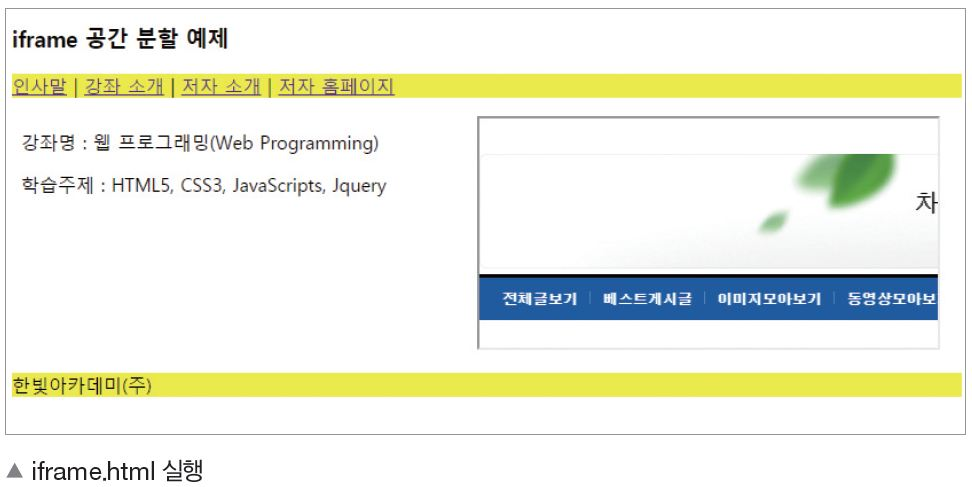 iframe 공간 분할 예제
인사말 | 강좌 소개 | 저자 소개 | 저자 홈페이지
강좌명 : 웹 프로그래밍(Web Programming)
학습주제 : HTML5, CSS3, JavaScripts, Jquery
차
전체글보기 | 베스트게시글 | 이미지모아보기 | 동영상모아보
한빛아카데미(주)
▲ iframe.html 실행